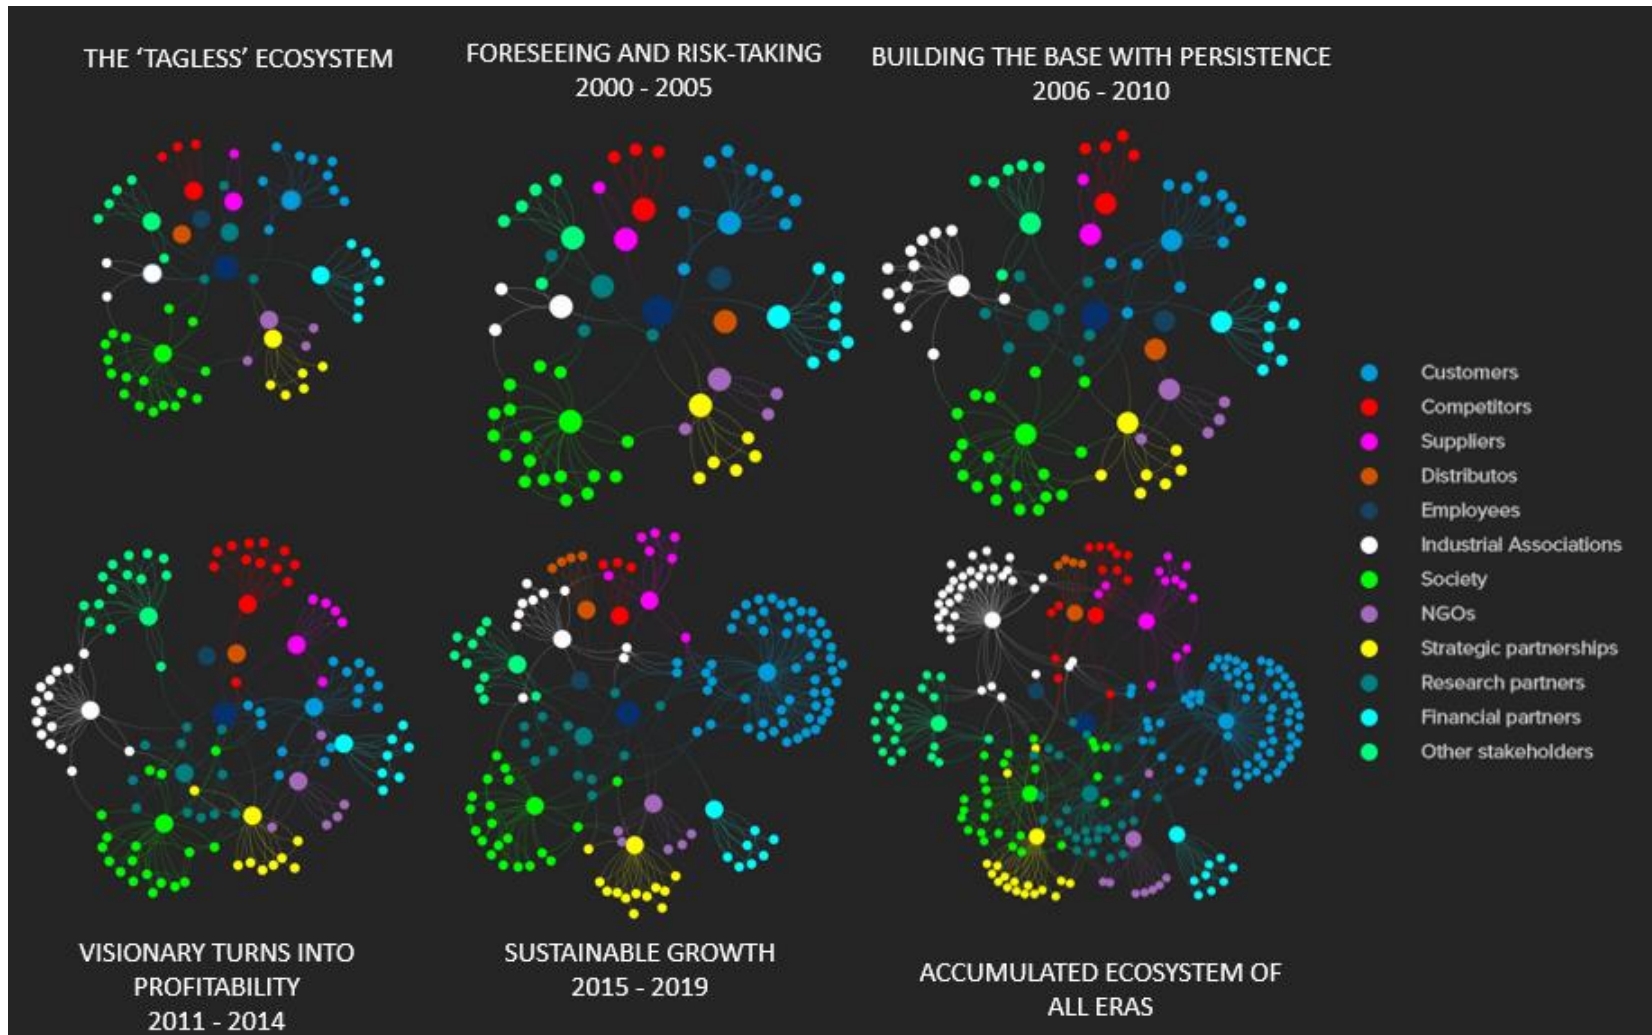 THE ‘TAGLESS’ ECOSYSTEM
FORESEEING AND RISK-TAKING
2000 - 2005
BUILDING THE BASE WITH PERSISTENCE
2006 - 2010
Customers
Competitors
Suppliers
Distributos
Employees
Industrial Associations
Society
NGOs
Strategic partnerships
Research partners
Financial partners
Other stakeholders
VISIONARY TURNS INTO
PROFITABILITY
2011 - 2014
SUSTAINABLE GROWTH
2015 - 2019
ACCUMULATED ECOSYSTEM OF
ALL ERAS